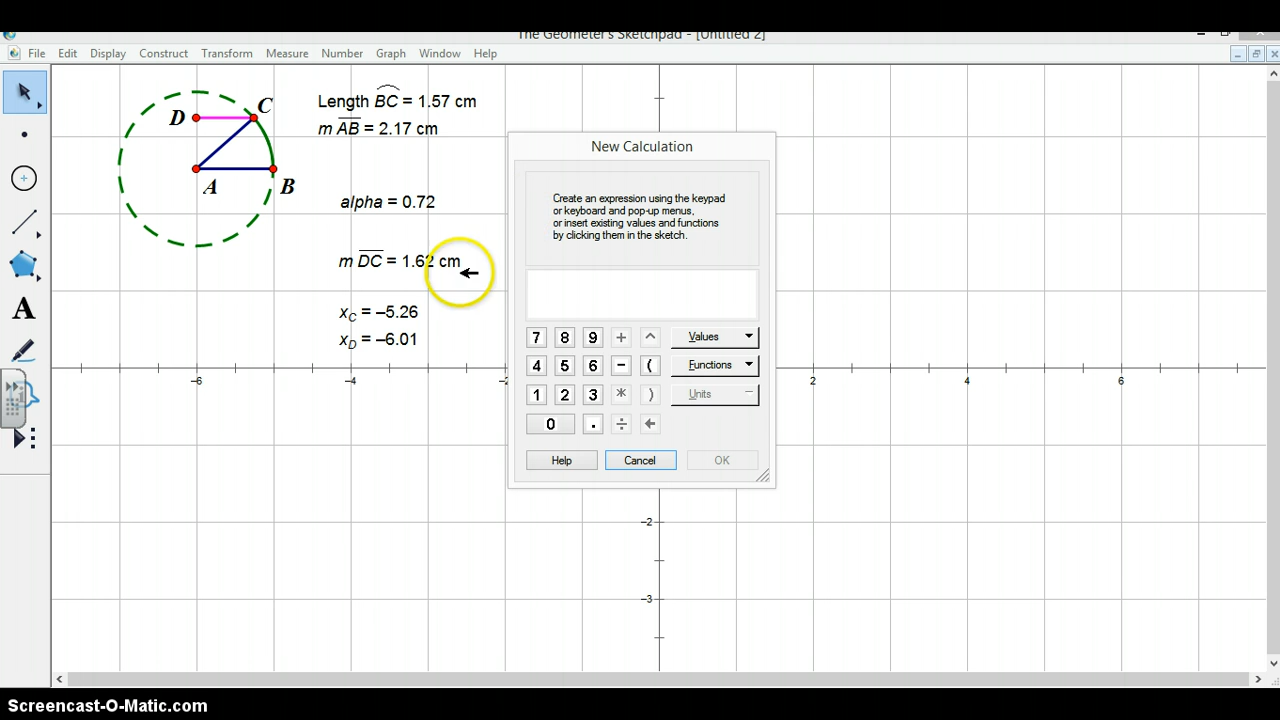 The Geometer's Sketchpad - [Untitled 2]
File Edit Display Construct Transform Measure Number Graph Window Help
D C
A B
Length BC = 1.57 cm
m AB = 2.17 cm
alpha = 0.72
m DC = 1.62 cm
xC = –5.26
xD = –6.01
New Calculation
Create an expression using the keypad
or keyboard and pop-up menus,
or insert existing values and functions
by clicking them in the sketch.
7 8 9 + ^ Values
4 5 6 - ( Functions
1 2 3 * ) Units
0 . ÷ ←
Help Cancel OK
-6 -4 -2 2 4 6
-2
-3
A
Screencast-O-Matic.com